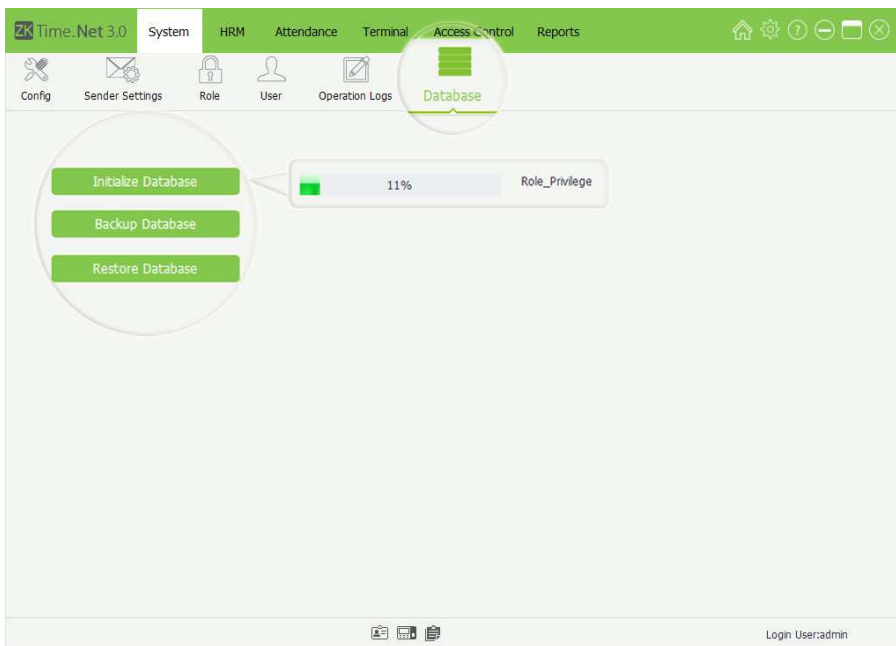 ZK Time.Net 3.0 System HRM Attendance Terminal Access Control Reports
Config Sender Settings Role User Operation Logs Database
Initialize Database
11% Role_Privilege
Backup Database
Restore Database
Login User:admin